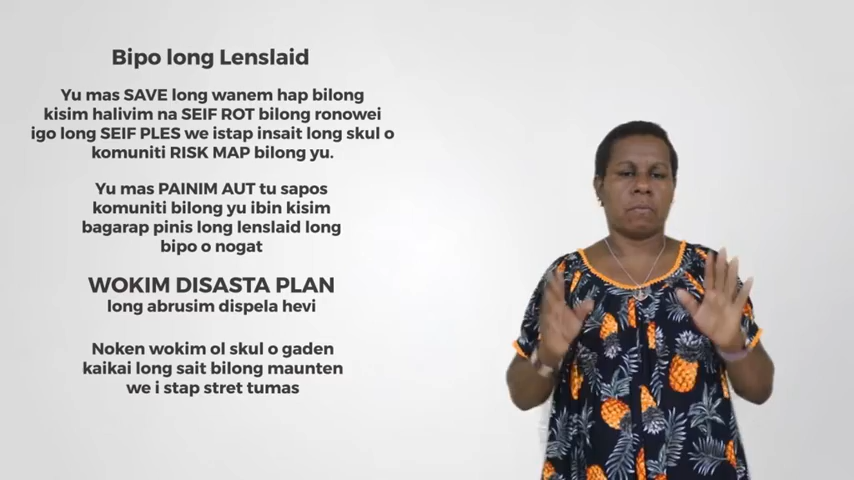 Bipo long Lenslaid
Yu mas SAVE long wanem hap bilong
kisim halivim na SEIF ROT bilong ronowei
igo long SEIF PLES we istap insait long skul o
komuniti RISK MAP bilong yu.
Yu mas PAINIM AUT tu sapos
komuniti bilong yu ibin kisim
bagarap pinis long lenslaid long
bipo o nogat
WOKIM DISASTA PLAN
long abrusim dispela hevi
Noken wokim ol skul o gaden
kaikai long sait bilong maunten
we i stap stret tumas